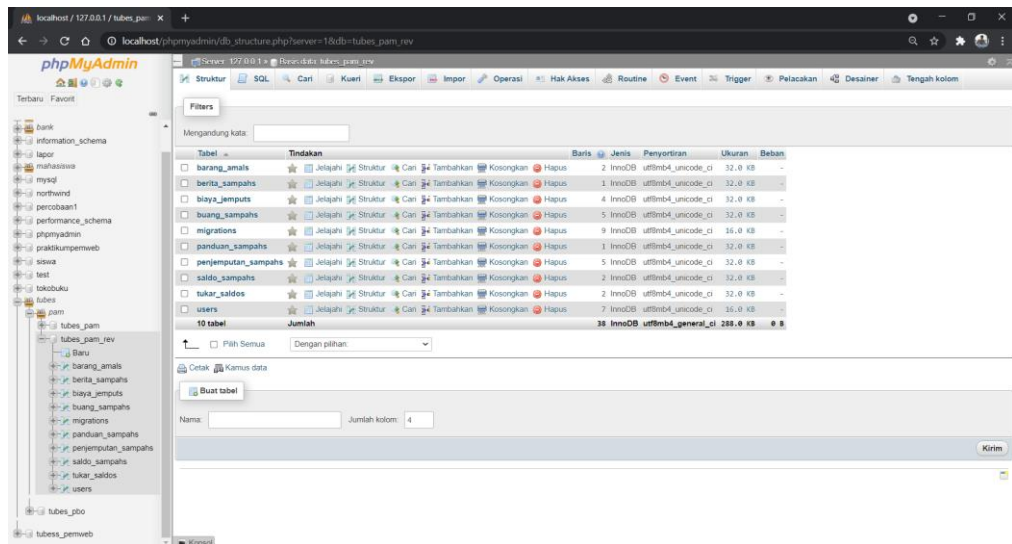 localhost / 127.0.0.1 / tubes_pam
localhost/phpmyadmin/db_structure.php?server=1&db=tubes_pam_rev
phpMyAdmin
Terbaru Favorit
bank
information_schema
lapor
mahasiswa
mysql
northwind
percobaan1
performance_schema
phpmyadmin
praktikumpemweb
siswa
test
tokobuku
tubes
pam
tubes_pam
tubes_pam_rev
Baru
barang_amals
berita_sampahs
biaya_jemputs
buang_sampahs
migrations
panduan_sampahs
penjemputan_sampahs
saldo_sampahs
tukar_saldos
users
tubes_pbo
tubess_pemweb
Server: 127.0.0.1 » Basis data: tubes_pam_rev
Struktur SQL Cari Kueri Ekspor Impor Operasi Hak Akses Routine Event Trigger Pelacakan Desainer Tengah kolom
Filters
Mengandung kata:
Tabel Tindakan Baris Jenis Penyortiran Ukuran Beban
barang_amals Jelajahi Struktur Cari Tambahkan Kosongkan Hapus 2 InnoDB utf8mb4_unicode_ci 32.0 KB -
berita_sampahs Jelajahi Struktur Cari Tambahkan Kosongkan Hapus 1 InnoDB utf8mb4_unicode_ci 32.0 KB -
biaya_jemputs Jelajahi Struktur Cari Tambahkan Kosongkan Hapus 4 InnoDB utf8mb4_unicode_ci 32.0 KB -
buang_sampahs Jelajahi Struktur Cari Tambahkan Kosongkan Hapus 5 InnoDB utf8mb4_unicode_ci 32.0 KB -
migrations Jelajahi Struktur Cari Tambahkan Kosongkan Hapus 9 InnoDB utf8mb4_unicode_ci 16.0 KB -
panduan_sampahs Jelajahi Struktur Cari Tambahkan Kosongkan Hapus 1 InnoDB utf8mb4_unicode_ci 32.0 KB -
penjemputan_sampahs Jelajahi Struktur Cari Tambahkan Kosongkan Hapus 5 InnoDB utf8mb4_unicode_ci 32.0 KB -
saldo_sampahs Jelajahi Struktur Cari Tambahkan Kosongkan Hapus 2 InnoDB utf8mb4_unicode_ci 32.0 KB -
tukar_saldos Jelajahi Struktur Cari Tambahkan Kosongkan Hapus 2 InnoDB utf8mb4_unicode_ci 32.0 KB -
users Jelajahi Struktur Cari Tambahkan Kosongkan Hapus 7 InnoDB utf8mb4_unicode_ci 16.0 KB -
10 tabel Jumlah 38 InnoDB utf8mb4_general_ci 288.0 KB 0 B
Pilih Semua Dengan pilihan:
Cetak Kamus data
Buat tabel
Nama: Jumlah kolom: 4
Kirim
Konsol